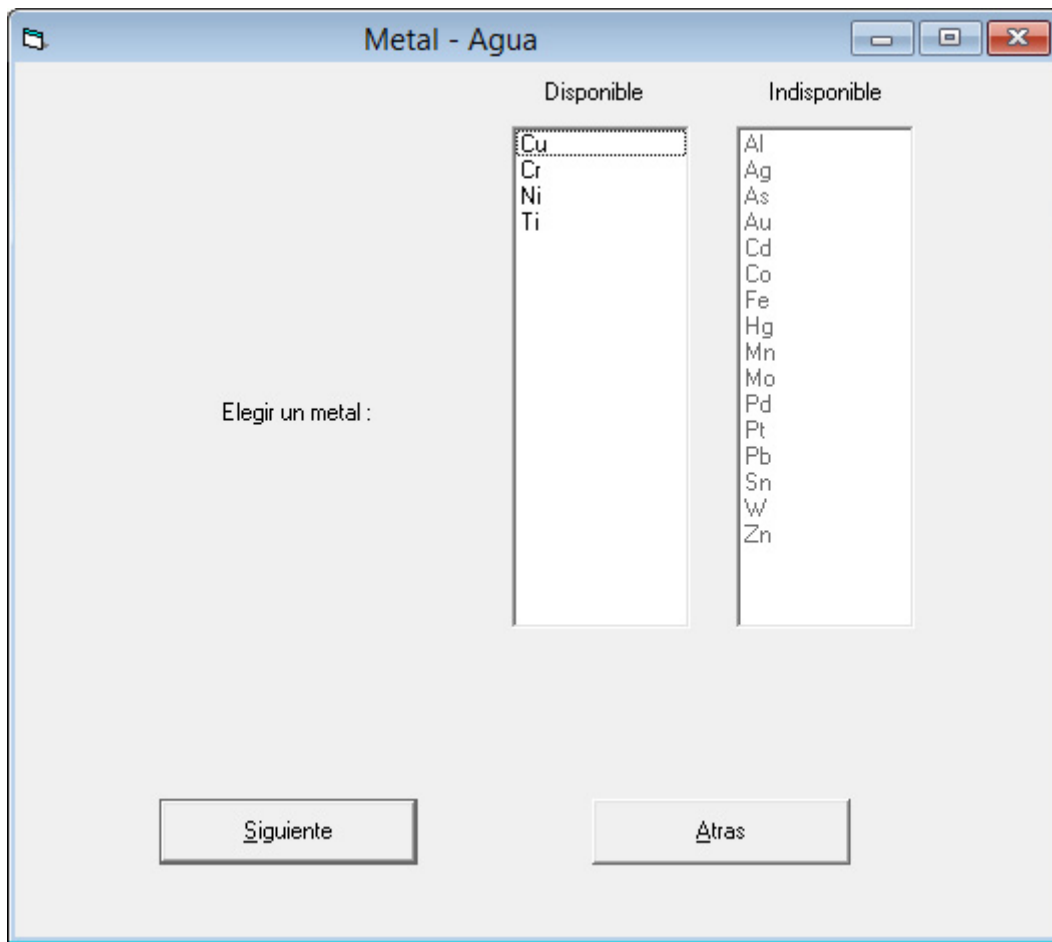 Metal - Agua
Disponible
Indisponible
Cu
Cr
Ni
Ti
Al
Ag
As
Au
Cd
Co
Fe
Hg
Mn
Mo
Pd
Pt
Pb
Sn
W
Zn
Elegir un metal :
Siguiente
Atras